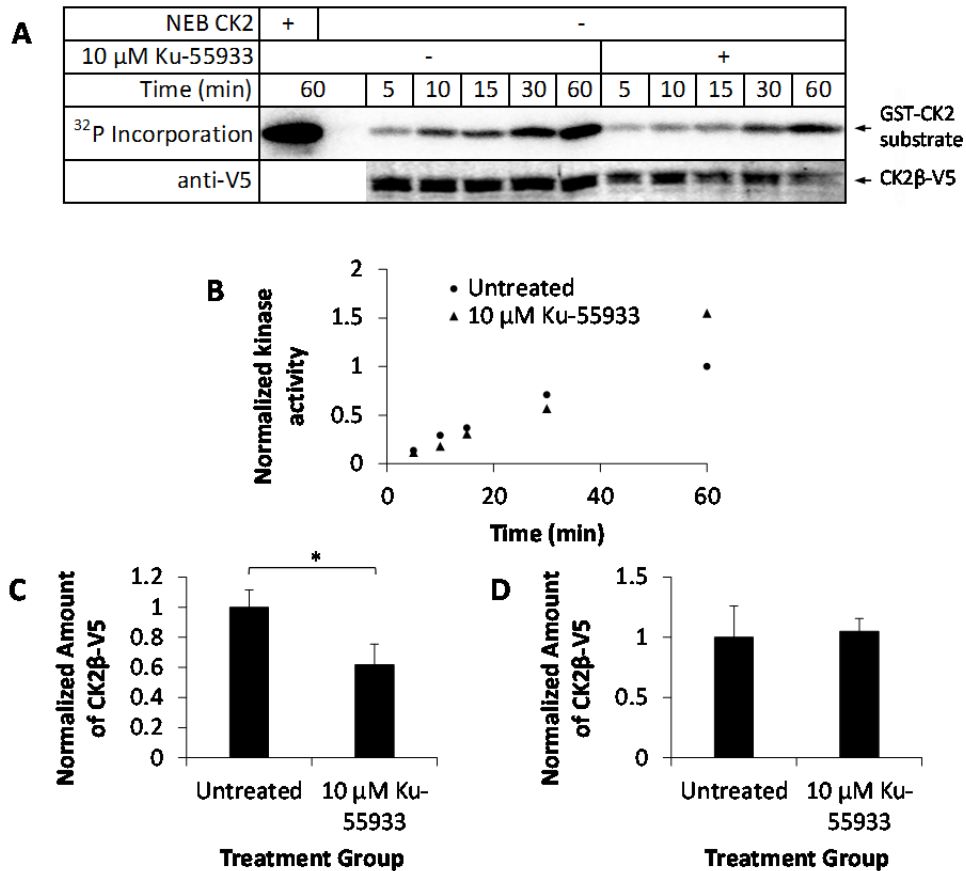 A
NEB CK2 + -
10 µM Ku-55933 - +
Time (min) 60 5 10 15 30 60 5 10 15 30 60
³²P Incorporation
GST-CK2
substrate
anti-V5
CK2β-V5
B
Normalized kinase
activity
2
1.5
1
0.5
0
Untreated
10 µM Ku-55933
0 20 40 60
Time (min)
C
Normalized Amount
of CK2β-V5
1.2
1
0.8
0.6
0.4
0.2
0
*
Untreated
10 µM Ku-
55933
Treatment Group
D
Normalized Amount
of CK2β-V5
1.5
1
0.5
0
Untreated
10 µM Ku-
55933
Treatment Group